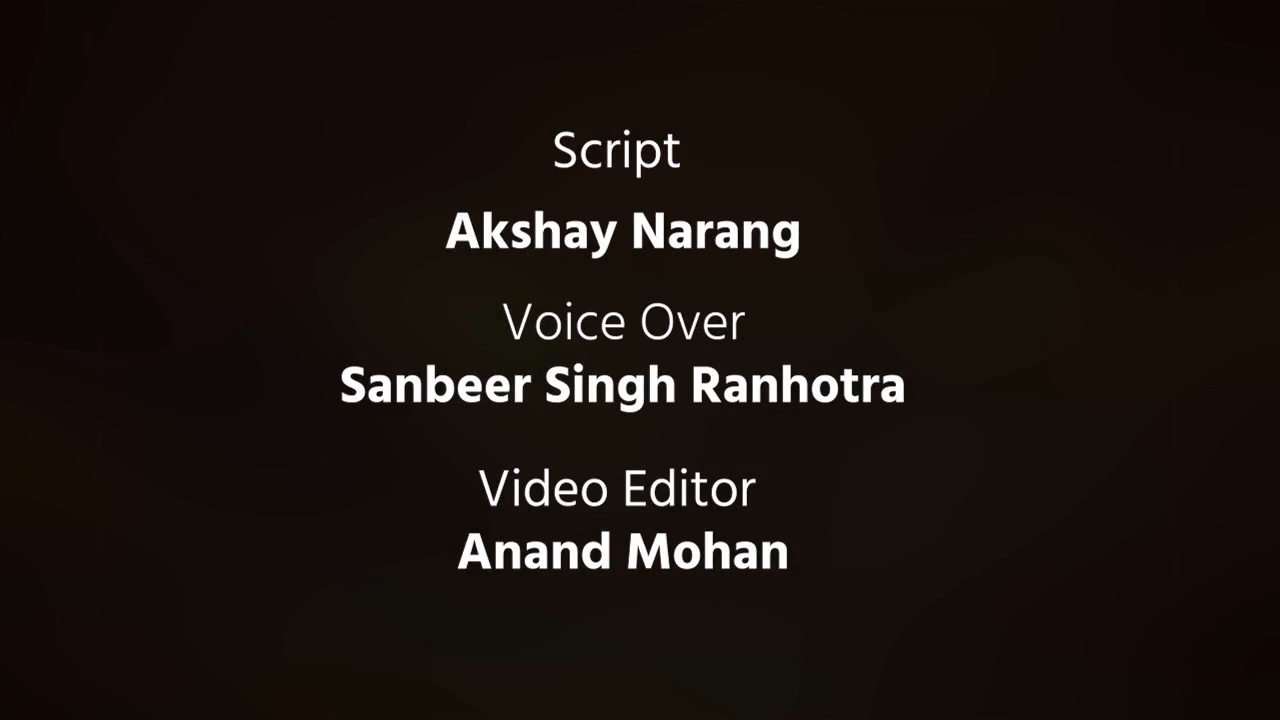 Script
Akshay Narang
Voice Over
Sanbeer Singh Ranhotra
Video Editor
Anand Mohan